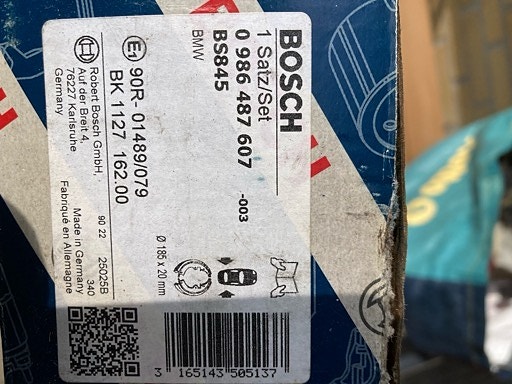 BOSCH
1 Satz/Set
0 986 487 607 -003
BS845
BMW
Ø 185 x 20 mm
E1 90R- 01489/079
BK 1127 162.00
Robert Bosch GmbH,
Auf der Breit 4,
76227 Karlsruhe
Germany
90 22 25025B
340
Made in Germany
Fabriqué en Allemagne
3 165143 505137